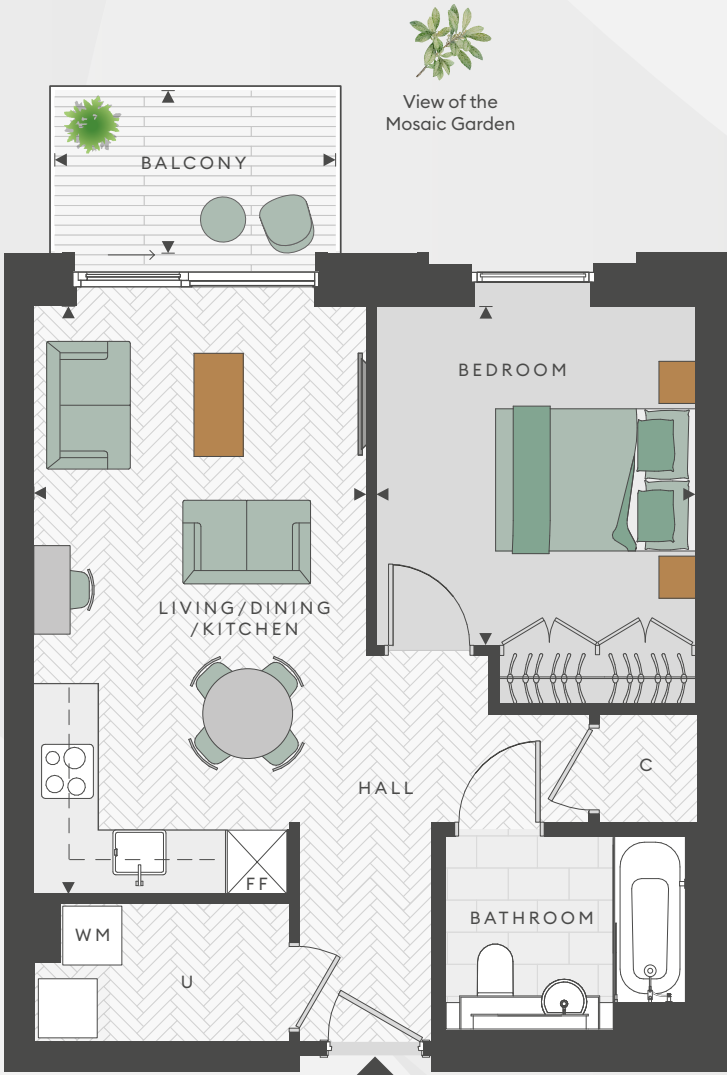 View of the
Mosaic Garden
BALCONY
BEDROOM
LIVING/DINING
/KITCHEN
HALL
C
FF
BATHROOM
WM
U